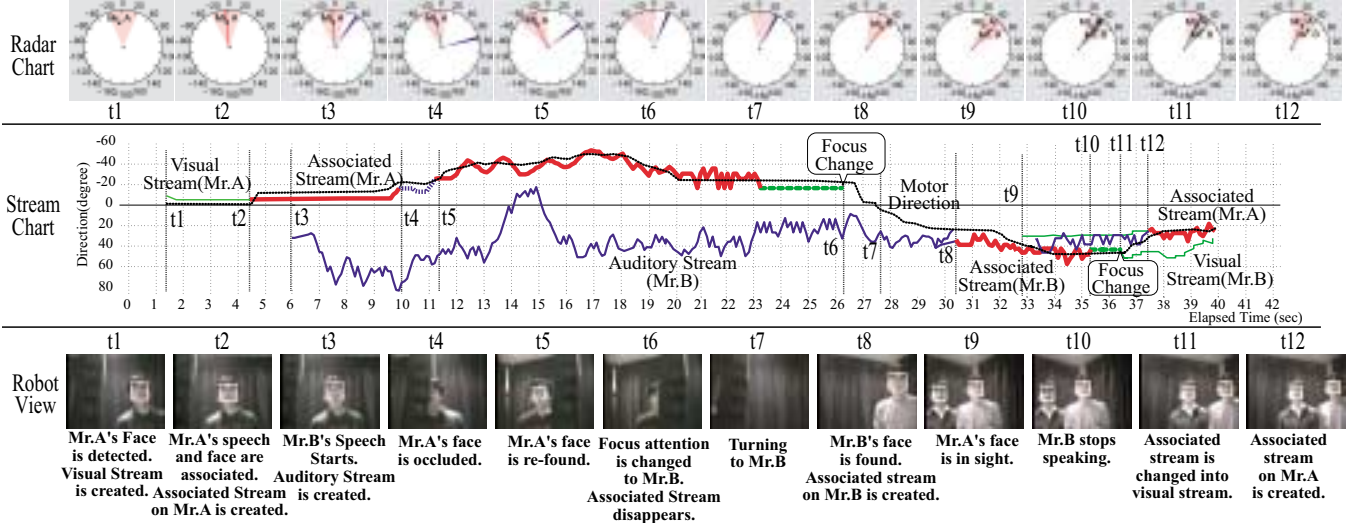 Radar
Chart
t1 t2 t3 t4 t5 t6 t7 t8 t9 t10 t11 t12
Stream
Chart
Direction(degree)
-60
-40
-20
0
20
40
60
80
Visual
Stream(Mr.A)
Associated
Stream(Mr.A)
Focus
Change
t10 t11 t12
Motor
Direction
t9
Associated
Stream(Mr.A)
t1 t2 t3 t4 t5 t6 t7 t8
Auditory Stream
(Mr.B)
Associated
Stream(Mr.B)
Focus
Change
Visual
Stream(Mr.B)
0 1 2 3 4 5 6 7 8 9 10 11 12 13 14 15 16 17 18 19 20 21 22 23 24 25 26 27 28 29 30 31 32 33 34 35 36 37 38 39 40 41 42
Elapsed Time (sec)
t1 t2 t3 t4 t5 t6 t7 t8 t9 t10 t11 t12
Robot
View
Mr.A's Face
is detected.
Visual Stream
is created.
Mr.A's speech
and face are
associated.
Associated Stream
on Mr.A is created.
Mr.B's Speech
Starts.
Auditory Stream
is created.
Mr.A's face
is occluded.
Mr.A's face
is re-found.
Focus attention
is changed
to Mr.B.
Associated Stream
disappears.
Turning
to Mr.B
Mr.B's face
is found.
Associated stream
on Mr.B is created.
Mr.A's face
is in sight.
Mr.B stops
speaking.
Associated
stream is
changed into
visual stream.
Associated
stream
on Mr.A
is created.